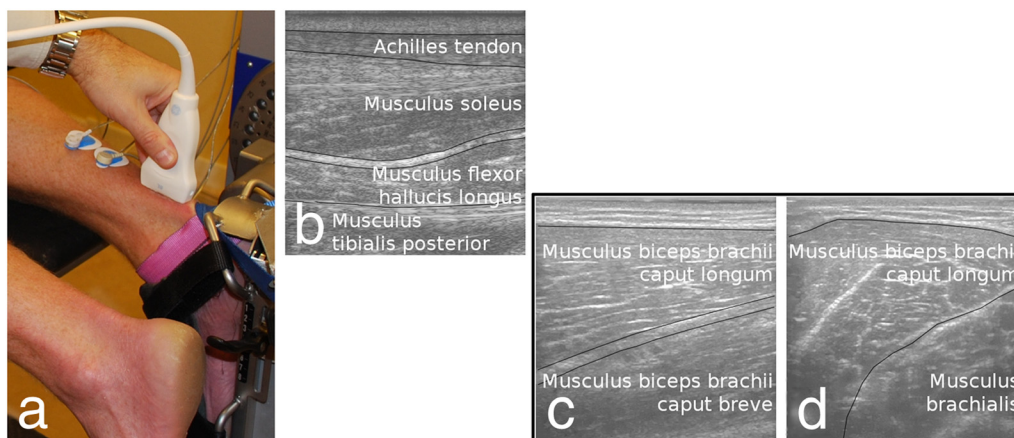 a
Achilles tendon
Musculus soleus
Musculus flexor
hallucis longus
Musculus
tibialis posterior
b
Musculus biceps brachii
caput longum
Musculus biceps brachii
caput breve
c
Musculus biceps brachi
caput longum
Musculus
brachialis
d